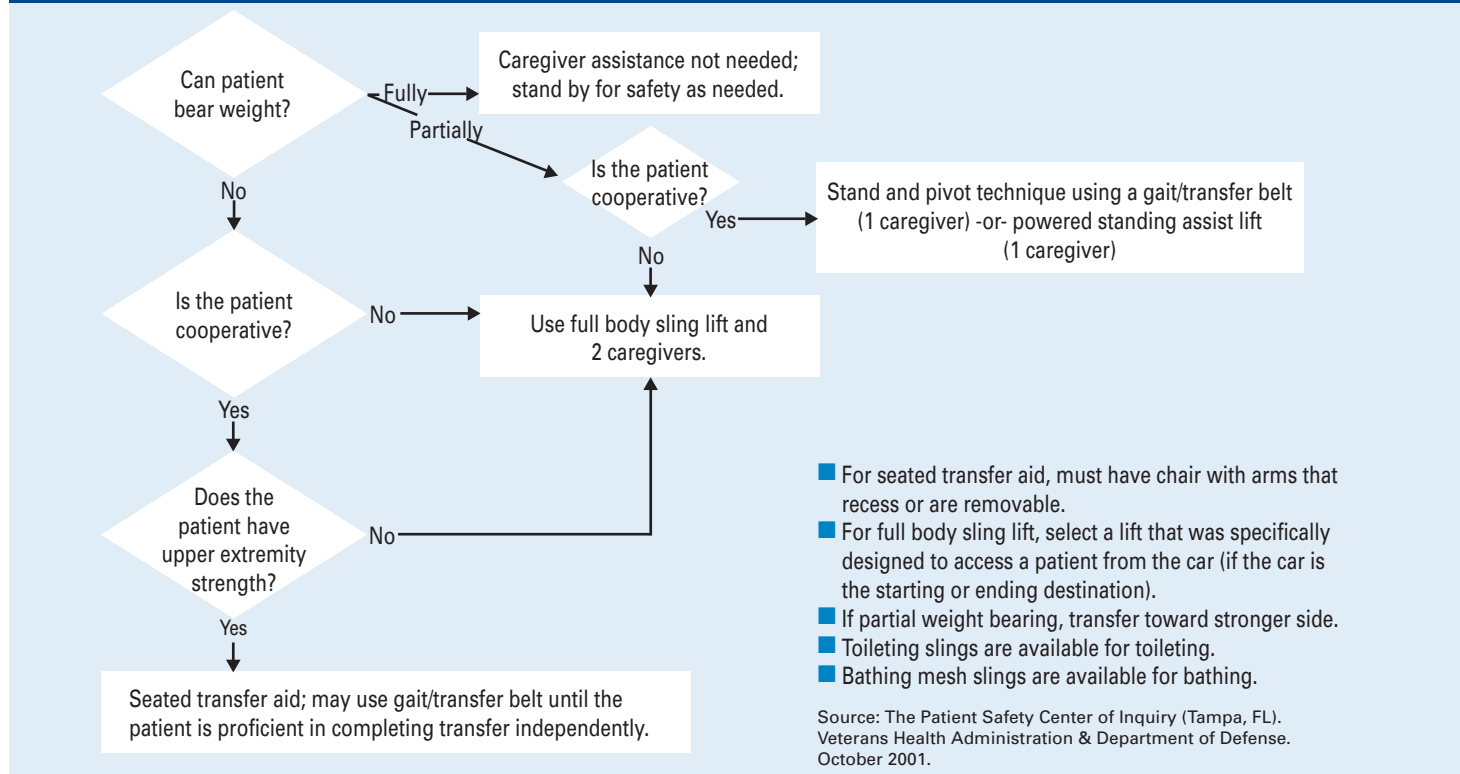 Can patient
bear weight?
Fully
Caregiver assistance not needed;
stand by for safety as needed.
Partially
Is the patient
cooperative?
Yes
Stand and pivot technique using a gait/transfer belt
(1 caregiver) -or- powered standing assist lift
(1 caregiver)
No
No
Is the patient
cooperative?
No
Use full body sling lift and
2 caregivers.
Yes
Does the
patient have
upper extremity
strength?
No
Yes
Seated transfer aid; may use gait/transfer belt until the
patient is proficient in completing transfer independently.
For seated transfer aid, must have chair with arms that
recess or are removable.
For full body sling lift, select a lift that was specifically
designed to access a patient from the car (if the car is
the starting or ending destination).
If partial weight bearing, transfer toward stronger side.
Toileting slings are available for toileting.
Bathing mesh slings are available for bathing.
Source: The Patient Safety Center of Inquiry (Tampa, FL).
Veterans Health Administration & Department of Defense.
October 2001.